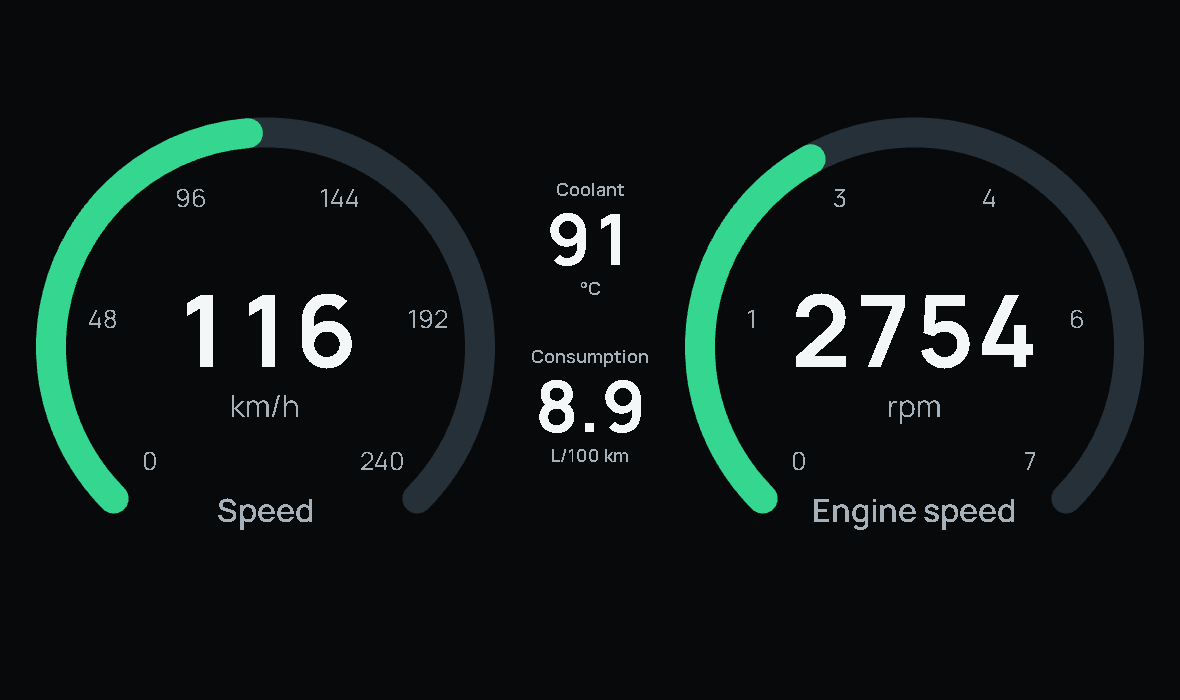 96
144
48
192
116
km/h
0
240
Speed
Coolant
91
°C
Consumption
8.9
L/100 km
3
4
1
6
2754
rpm
0
7
Engine speed